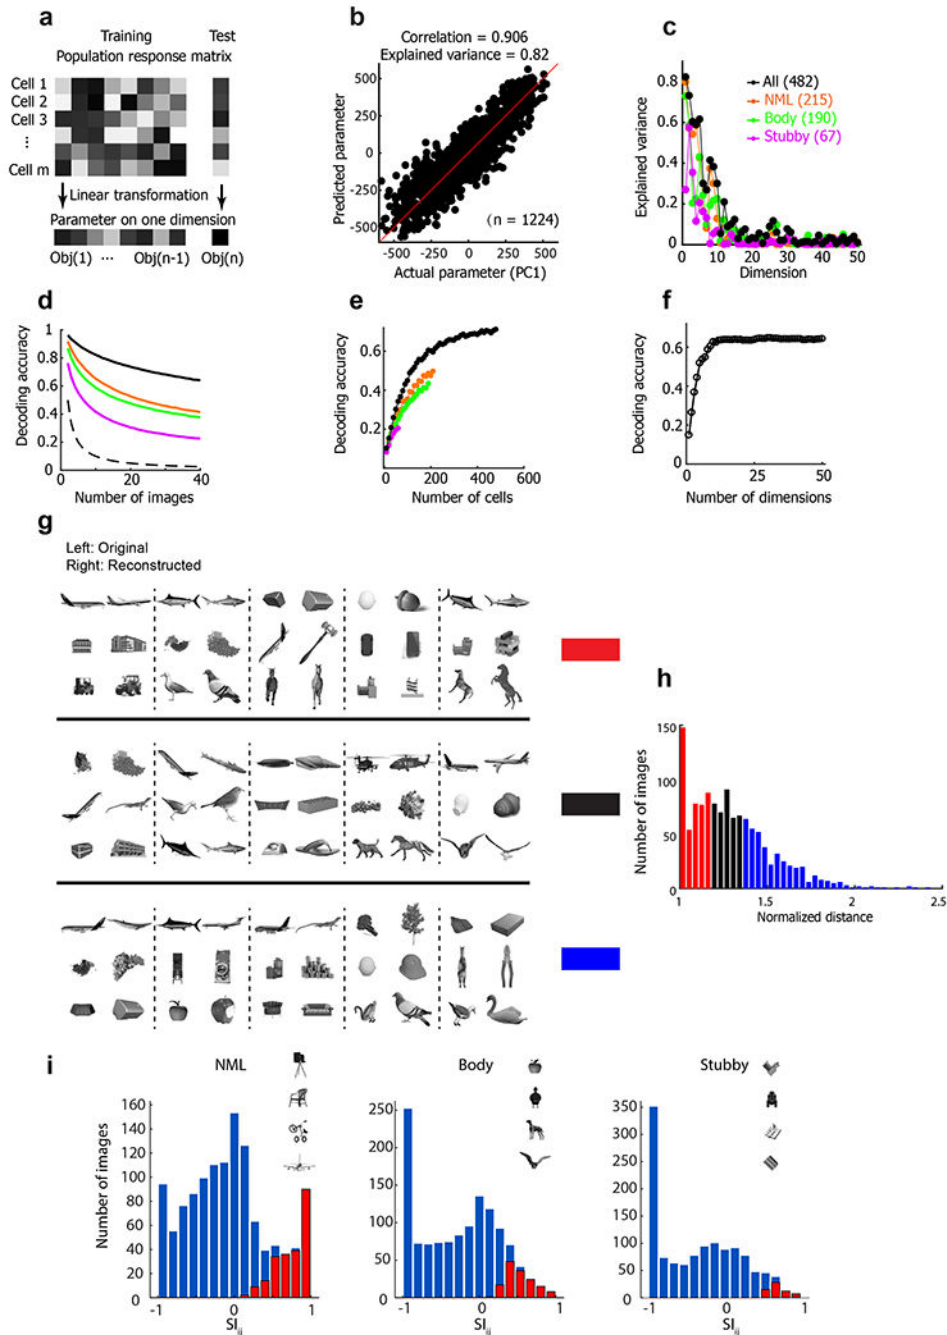 a
Training
Test
Population response matrix
Cell 1
Cell 2
Cell 3
...
Cell m
Linear transformation
Parameter on one dimension
Obj(1) ... Obj(n-1) Obj(n)
b
Correlation = 0.906
Explained variance = 0.82
Predicted parameter
500
250
0
-250
-500
(n = 1224)
-500 -250 0 250 500
Actual parameter (PC1)
c
Explained variance
0.8
0.6
0.4
0.2
0
All (482)
NML (215)
Body (190)
Stubby (67)
0 10 20 30 40 50
Dimension
d
Decoding accuracy
1
0.8
0.6
0.4
0.2
0
0 20 40
Number of images
e
Decoding accuracy
0.6
0.4
0.2
0
0 200 400 600
Number of cells
f
Decoding accuracy
0.6
0.4
0.2
0
0 25 50
Number of dimensions
g
Left: Original
Right: Reconstructed
h
Number of images
150
100
50
0
1 1.5 2 2.5
Normalized distance
i
NML
Number of images
160
140
120
100
80
60
40
20
0
-1 0 1
SI_ij
Body
250
200
150
100
50
0
-1 0 1
SI_ij
Stubby
350
300
250
200
150
100
50
0
-1 0 1
SI_ij